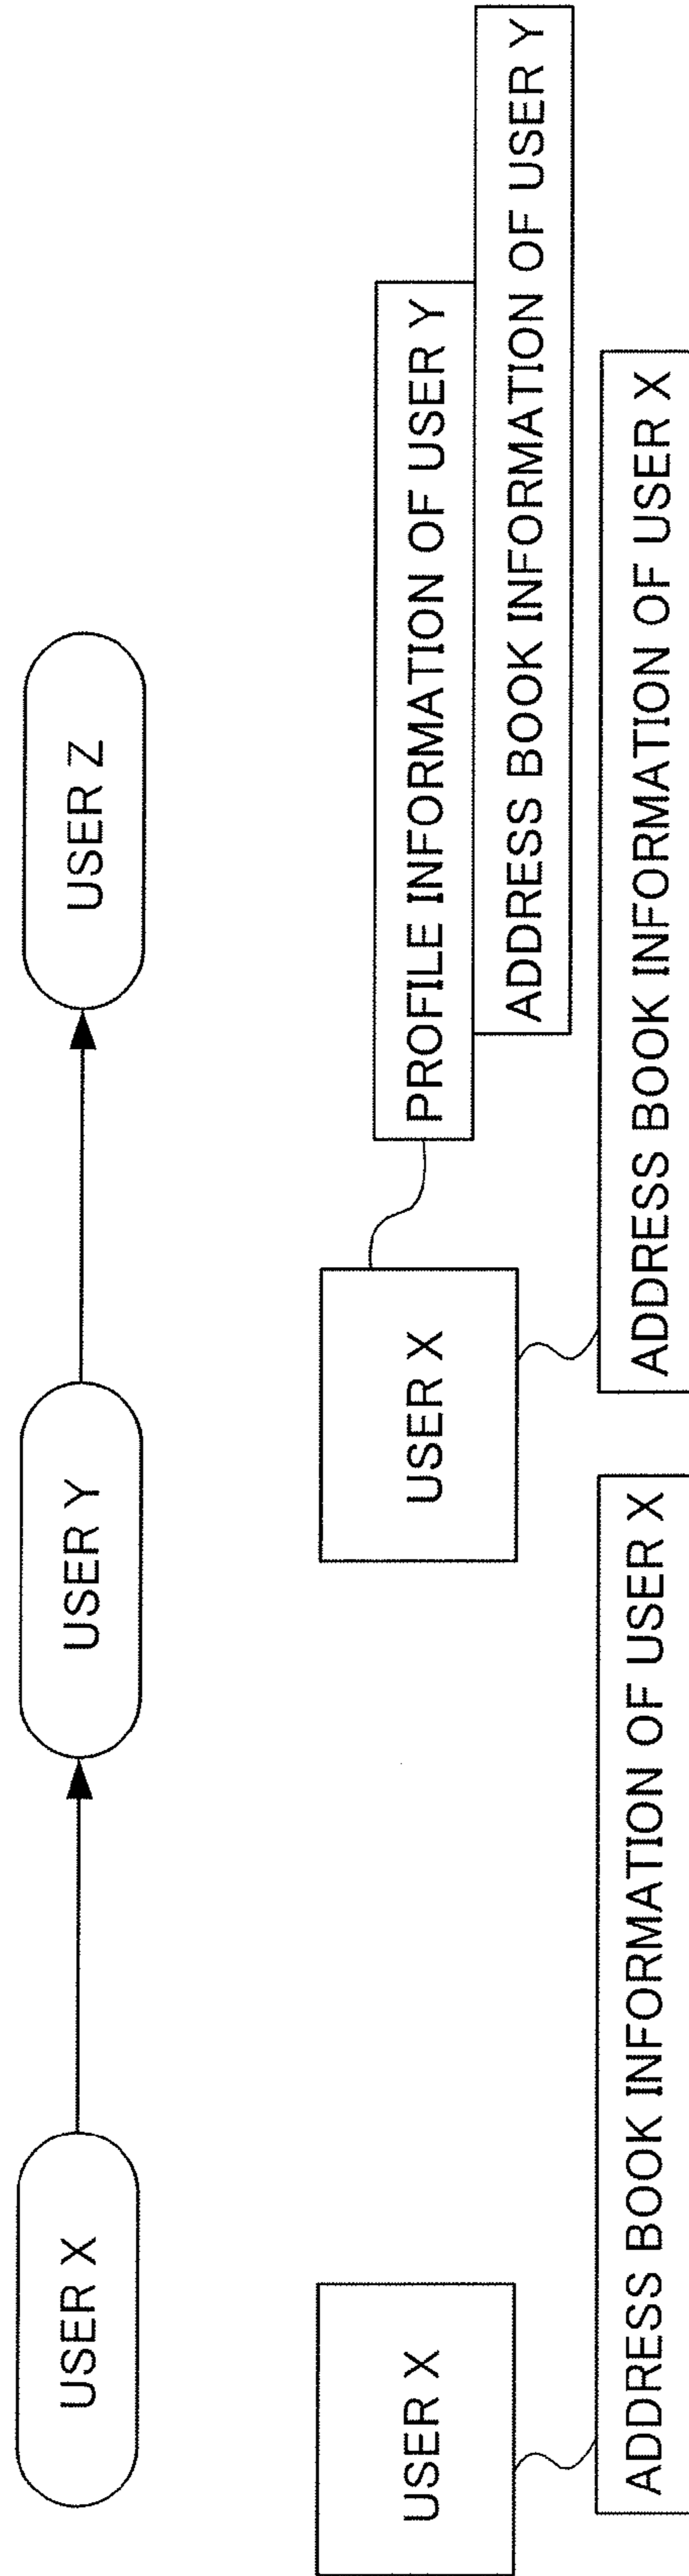 USER X
USER Y
USER Z
USER X
ADDRESS BOOK INFORMATION OF USER X
USER X
PROFILE INFORMATION OF USER Y
ADDRESS BOOK INFORMATION OF USER Y
ADDRESS BOOK INFORMATION OF USER X